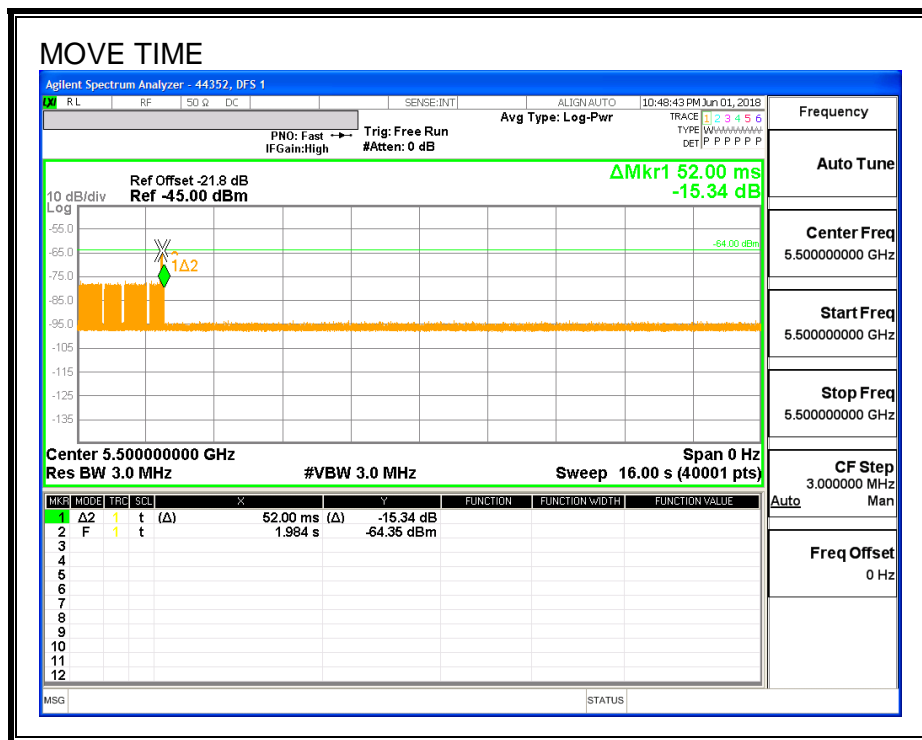 MOVE TIME
Agilent Spectrum Analyzer - 44352, DFS 1
LXI RL RF 50 Ω DC SENSE:INT ALIGN AUTO 10:48:43 PM Jun 01, 2018
Avg Type: Log-Pwr TRACE 1 2 3 4 5 6
PNO: Fast Trig: Free Run TYPE W
IFGain:High #Atten: 0 dB DET P P P P P P
ΔMkr1 52.00 ms
-15.34 dB
Ref Offset -21.8 dB
10 dB/div Ref -45.00 dBm
Log
-55.0
-64.00 dBm
-65.0
1Δ2
-75.0
-85.0
-95.0
-105
-115
-125
-135
Center 5.500000000 GHz Span 0 Hz
Res BW 3.0 MHz #VBW 3.0 MHz Sweep 16.00 s (40001 pts)
MKR MODE TRC SCL X Y FUNCTION FUNCTION WIDTH FUNCTION VALUE
1 Δ2 1 t (Δ) 52.00 ms (Δ) -15.34 dB
2 F 1 t 1.984 s -64.35 dBm
3
4
5
6
7
8
9
10
11
12
MSG STATUS
Frequency
Auto Tune
Center Freq
5.500000000 GHz
Start Freq
5.500000000 GHz
Stop Freq
5.500000000 GHz
CF Step
3.000000 MHz
Auto Man
Freq Offset
0 Hz